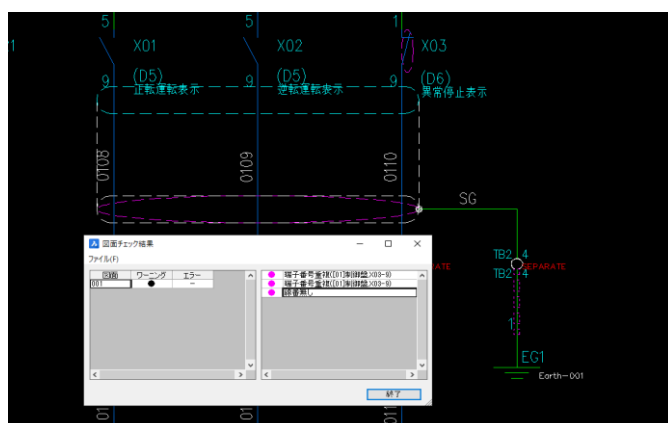 5
5
1
X01
X02
X03
9
(D5)
正転運転表示
9
(D5)
逆転運転表示
9
(D6)
異常停止表示
0108
0109
0110
SG
図面チェック結果
ファイル(F)
図面
ワーニング
エラー
001
●
-
端子番号重複([01]制御盤;X03-9)
端子番号重複([01]制御盤;X03-9)
線番無し
終了
TB2
4
TB2
4
1
EG1
Earth-001
01
01